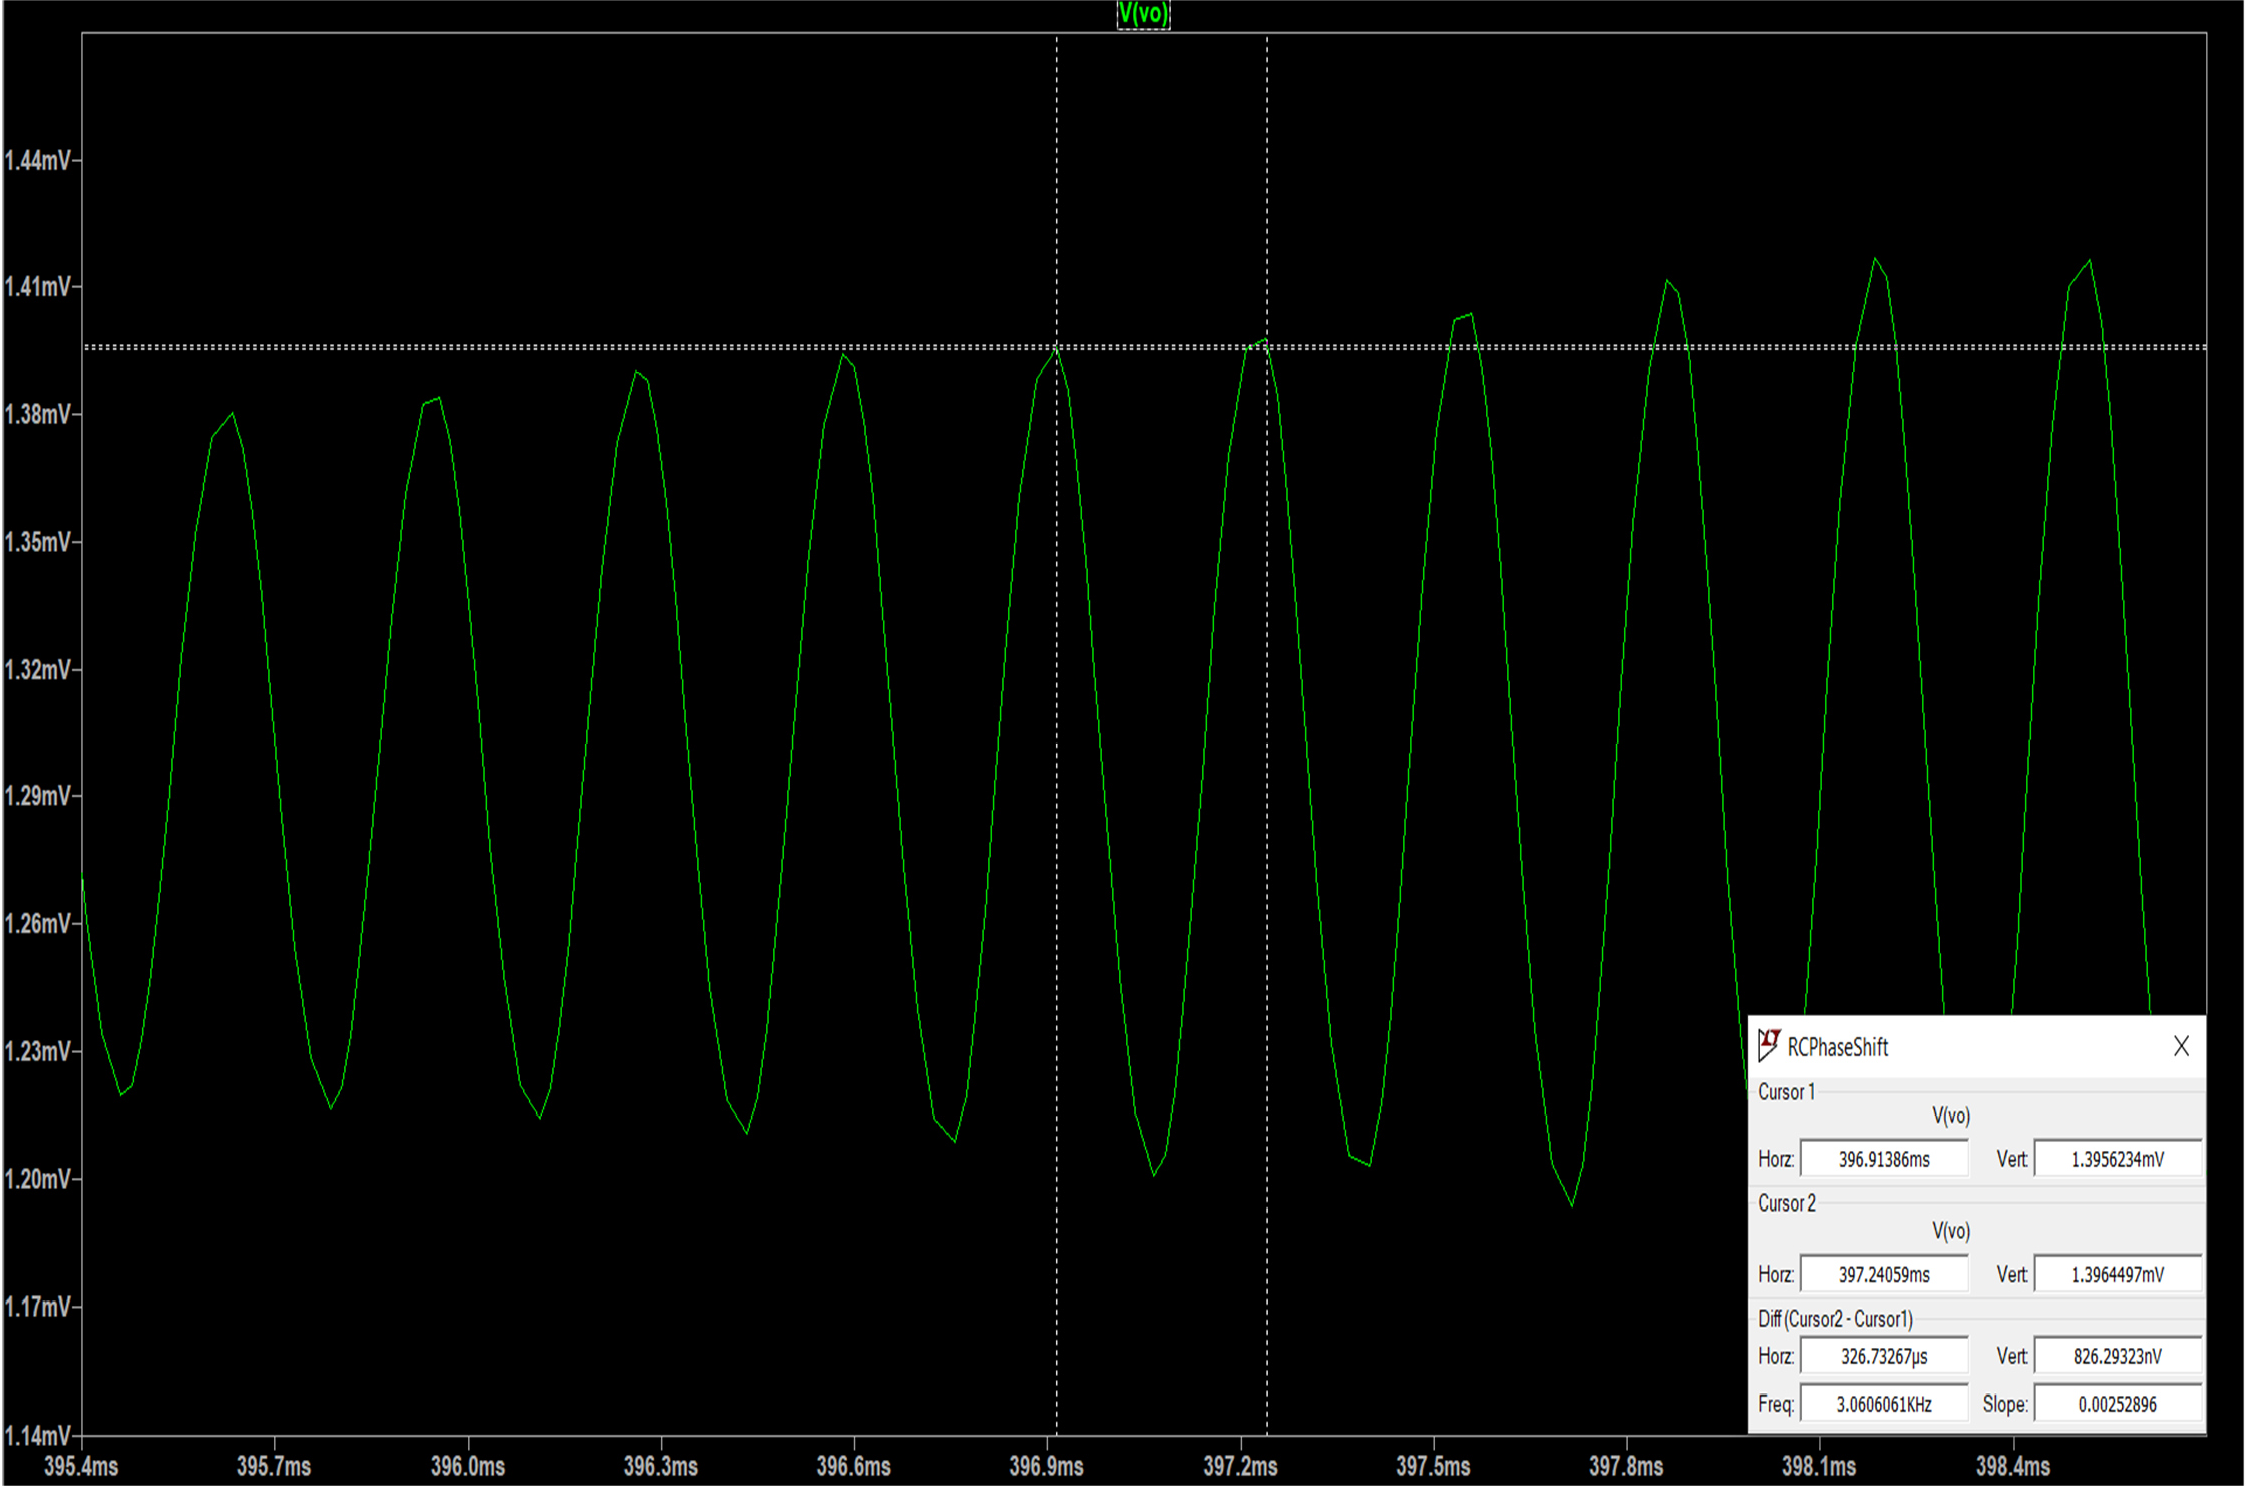 V(vo)
1.44mV
1.41mV
1.38mV
1.35mV
1.32mV
1.29mV
1.26mV
1.23mV
1.20mV
1.17mV
1.14mV
395.4ms 395.7ms 396.0ms 396.3ms 396.6ms 396.9ms 397.2ms 397.5ms 397.8ms 398.1ms 398.4ms
RCPhaseShift
Cursor 1
V(vo)
Horz: 396.91386ms Vert: 1.3956234mV
Cursor 2
V(vo)
Horz: 397.24059ms Vert: 1.3964497mV
Diff (Cursor2 - Cursor1)
Horz: 326.73267µs Vert: 826.29323nV
Freq: 3.0606061KHz Slope: 0.00252896